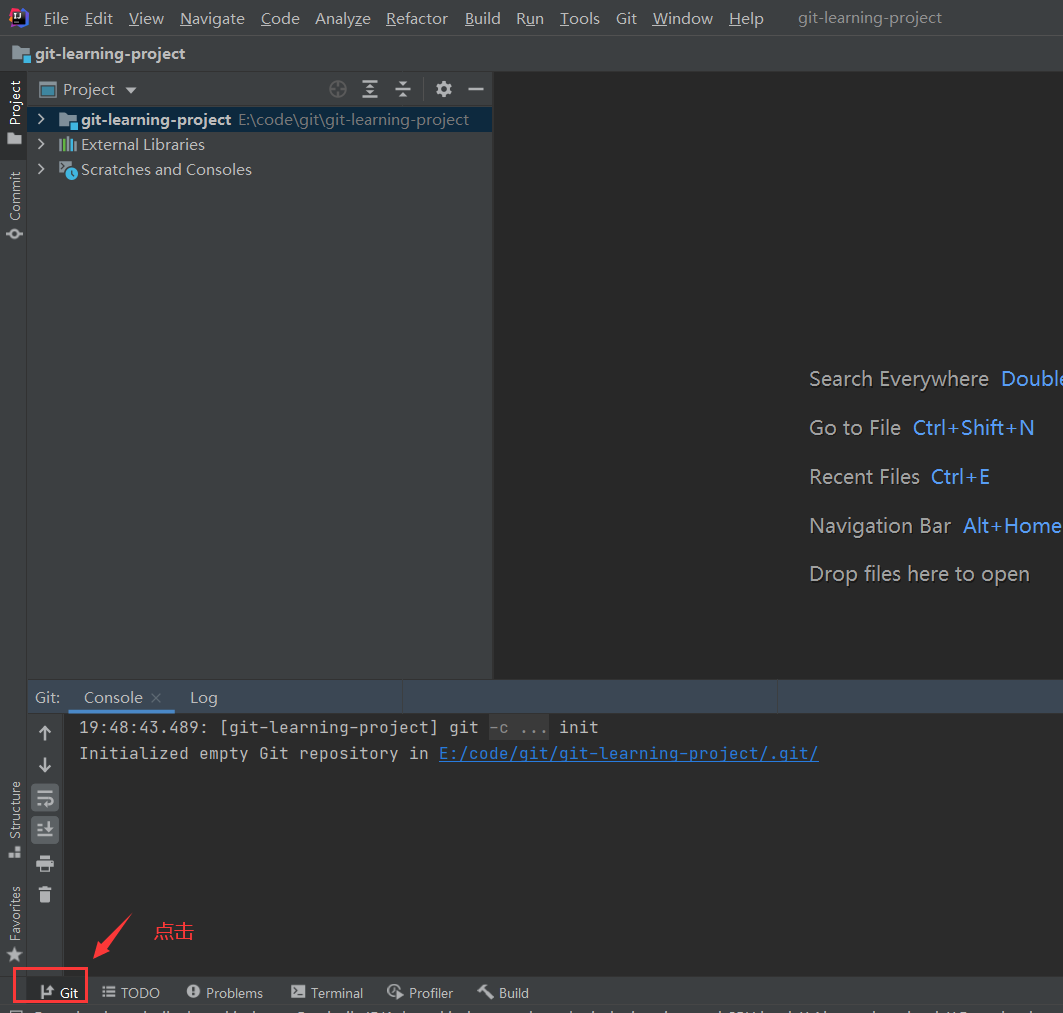 File Edit View Navigate Code Analyze Refactor Build Run Tools Git Window Help git-learning-project
git-learning-project
Project
Project
git-learning-project E:\code\git\git-learning-project
External Libraries
Scratches and Consoles
Commit
Search Everywhere Double
Go to File Ctrl+Shift+N
Recent Files Ctrl+E
Navigation Bar Alt+Home
Drop files here to open
Git: Console Log
19:48:43.489: [git-learning-project] git -c ... init
Initialized empty Git repository in E:/code/git/git-learning-project/.git/
Structure
Favorites
点击
Git TODO Problems Terminal Profiler Build